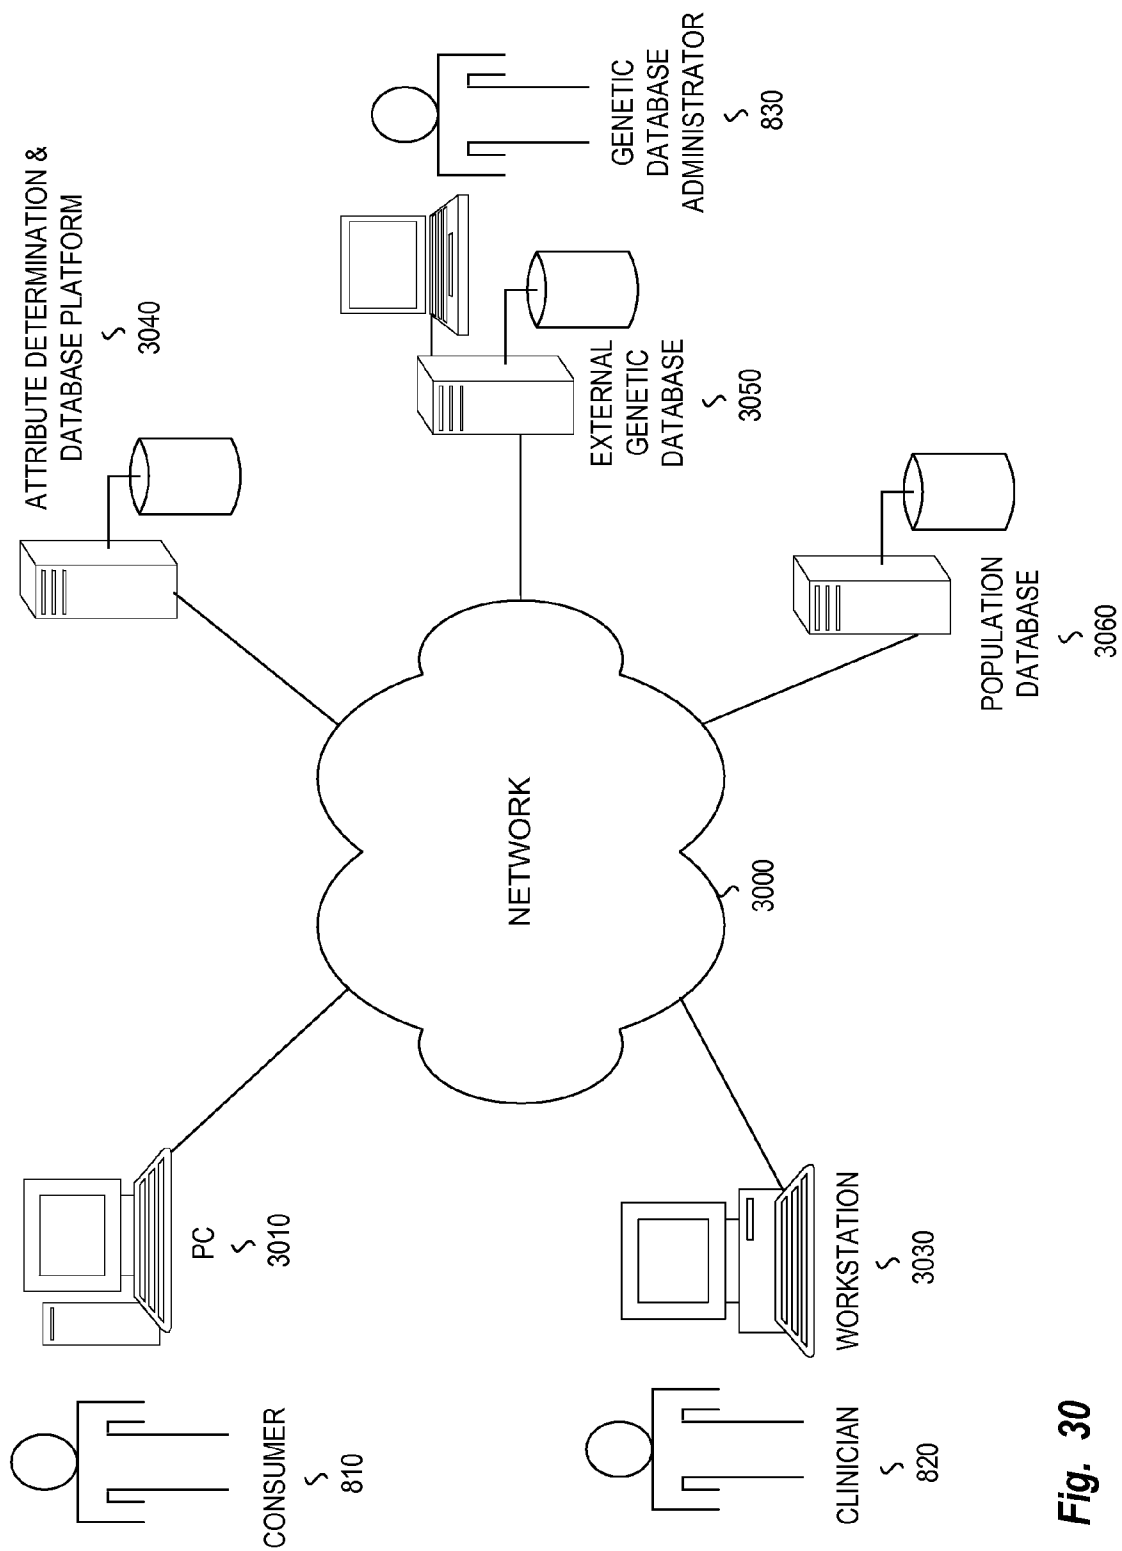 ATTRIBUTE DETERMINATION &
DATABASE PLATFORM
3040
CONSUMER
810
PC
3010
NETWORK
3000
EXTERNAL
GENETIC
DATABASE
3050
GENETIC
DATABASE
ADMINISTRATOR
830
CLINICIAN
820
WORKSTATION
3030
POPULATION
DATABASE
3060
Fig. 30